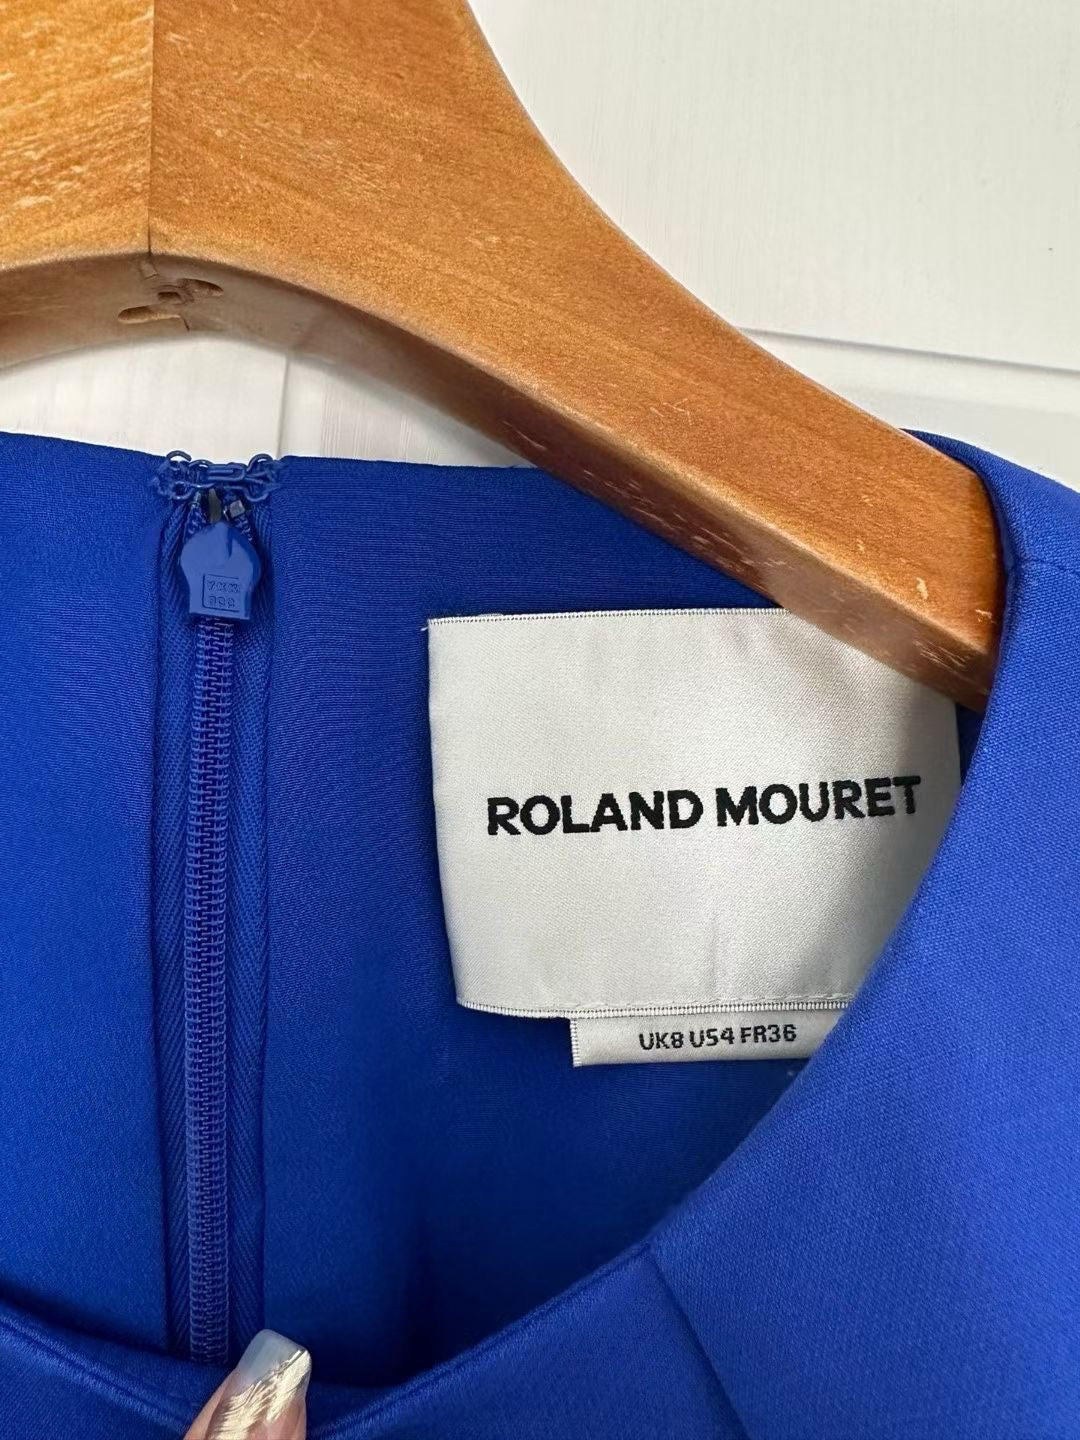 ROLAND MOURET
UK8 US4 FR36